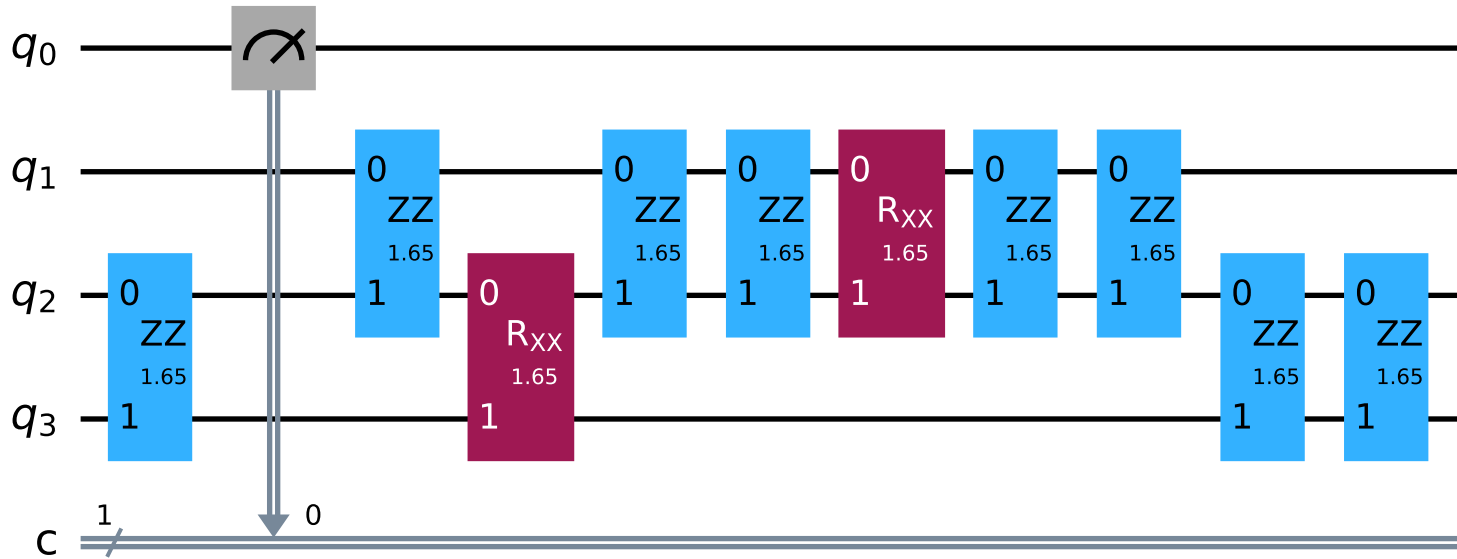 q0
q1
0 0 0 0 0 0
ZZ ZZ ZZ RXX ZZ ZZ
1.65 1.65 1.65 1.65 1.65 1.65
q2
0 1 0 1 1 1 1 1 0 0
ZZ RXX ZZ ZZ
1.65 1.65 1.65 1.65
q3
1 1 1 1
1 0
c